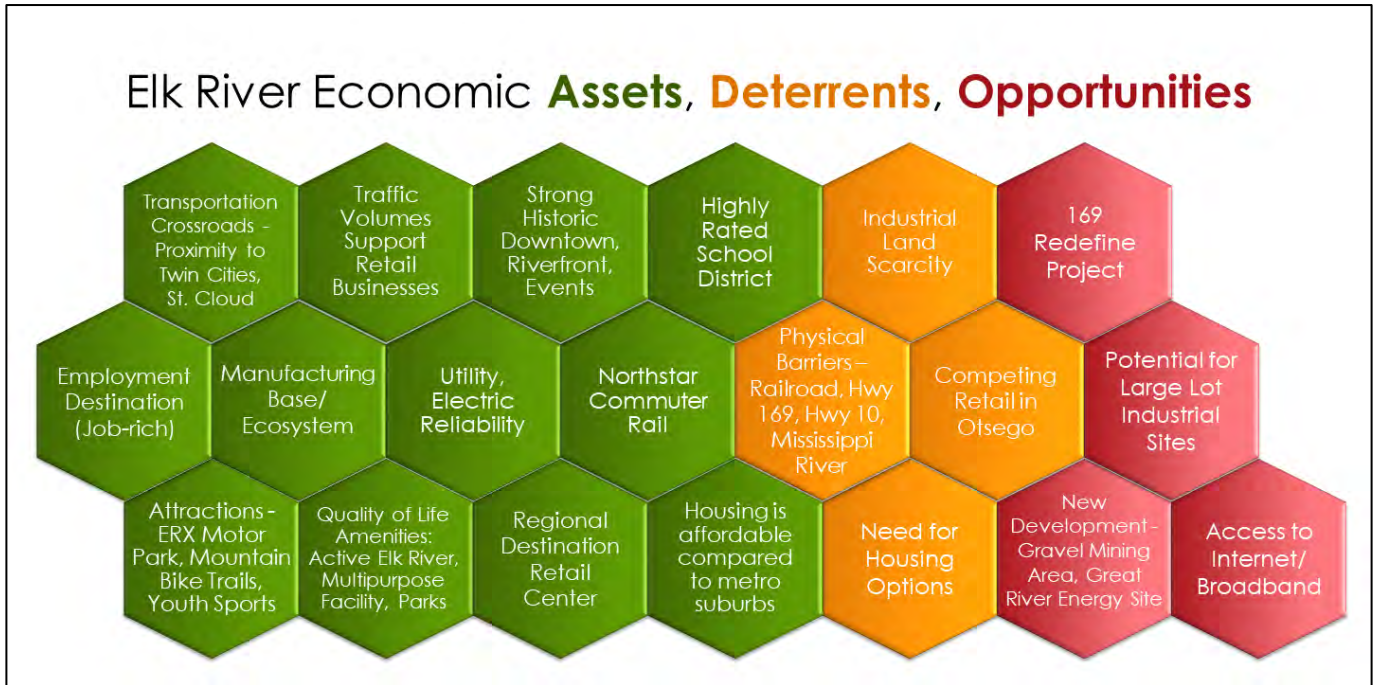 Elk River Economic Assets, Deterrents, Opportunities
Transportation
Crossroads -
Proximity to
Twin Cities,
St. Cloud
Traffic
Volumes
Support
Retail
Businesses
Strong
Historic
Downtown,
Riverfront,
Events
Highly
Rated
School
District
Industrial
Land
Scarcity
169
Redefine
Project
Employment
Destination
(Job-rich)
Manufacturing
Base/
Ecosystem
Utility,
Electric
Reliability
Northstar
Commuter
Rail
Physical
Barriers –
Railroad, Hwy
169, Hwy 10,
Mississippi
River
Competing
Retail in
Otsego
Potential for
Large Lot
Industrial
Sites
Attractions -
ERX Motor
Park, Mountain
Bike Trails,
Youth Sports
Quality of Life
Amenities:
Active Elk River,
Multipurpose
Facility, Parks
Regional
Destination
Retail
Center
Housing is
affordable
compared
to metro
suburbs
Need for
Housing
Options
New
Development -
Gravel Mining
Area, Great
River Energy Site
Access to
Internet/
Broadband